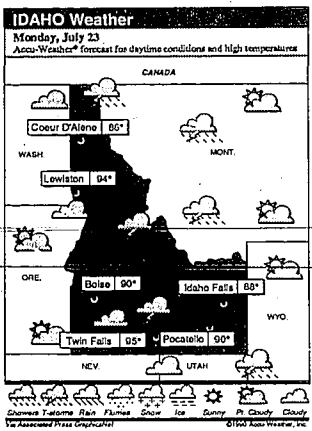 IDAHO Weather
Monday, July 23
Accu-Weather® forecast for daytime conditions and high temperatures
CANADA
Coeur D'Alene 86°
WASH.
MONT.
Lewiston 94°
ORE.
Boise 90°
Idaho Falls 88°
WYO.
Twin Falls 95°
Pocatello 90°
NEV.
UTAH
Showers T-storms Rain Flurries Snow Ice Sunny Pt. Cloudy Cloudy
Via Associated Press GraphicsNet
©1990 Accu-Weather, Inc.